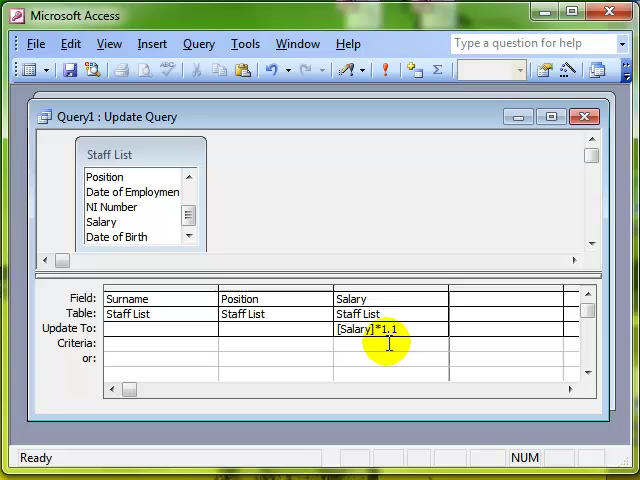 Microsoft Access
File Edit View Insert Query Tools Window Help Type a question for help
Query1 : Update Query
Staff List
Position
Date of Employmen
NI Number
Salary
Date of Birth
Field: Surname Position Salary
Table: Staff List Staff List Staff List
Update To: [Salary]*1.1
Criteria:
or:
Ready NUM